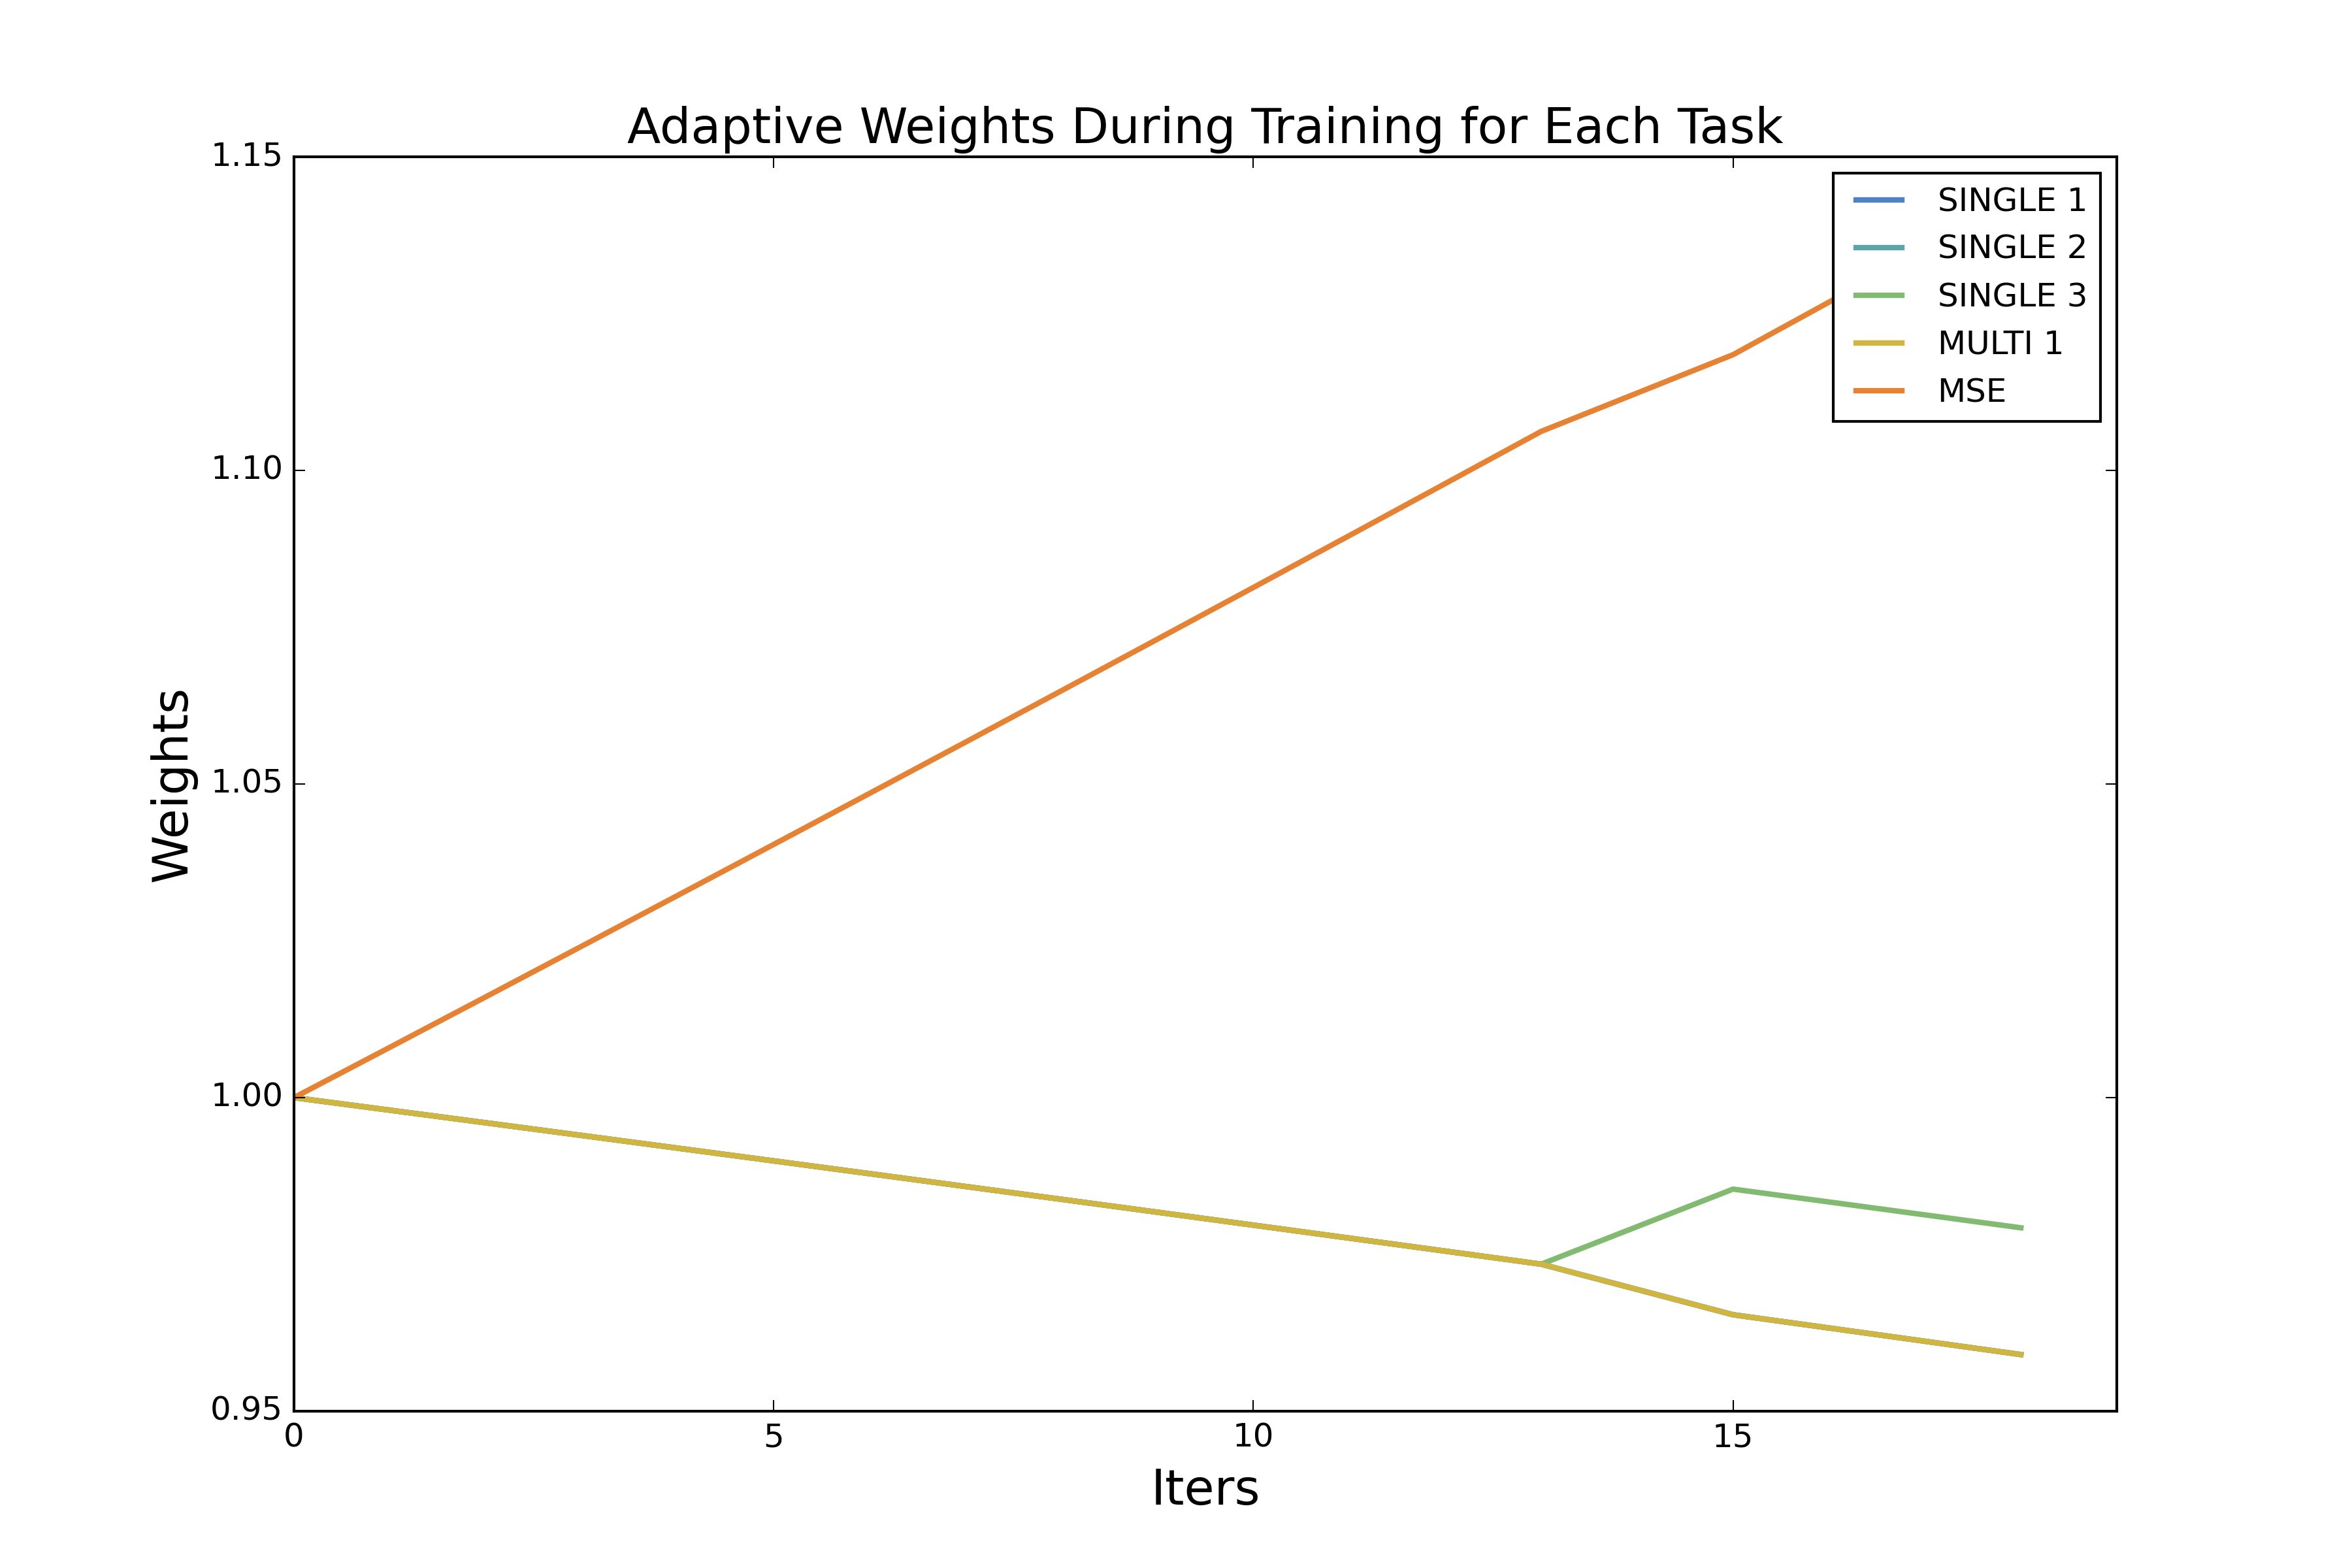 Adaptive Weights During Training for Each Task
1.15
1.10
1.05
1.00
0.95
Weights
0
5
10
15
Iters
SINGLE 1
SINGLE 2
SINGLE 3
MULTI 1
MSE